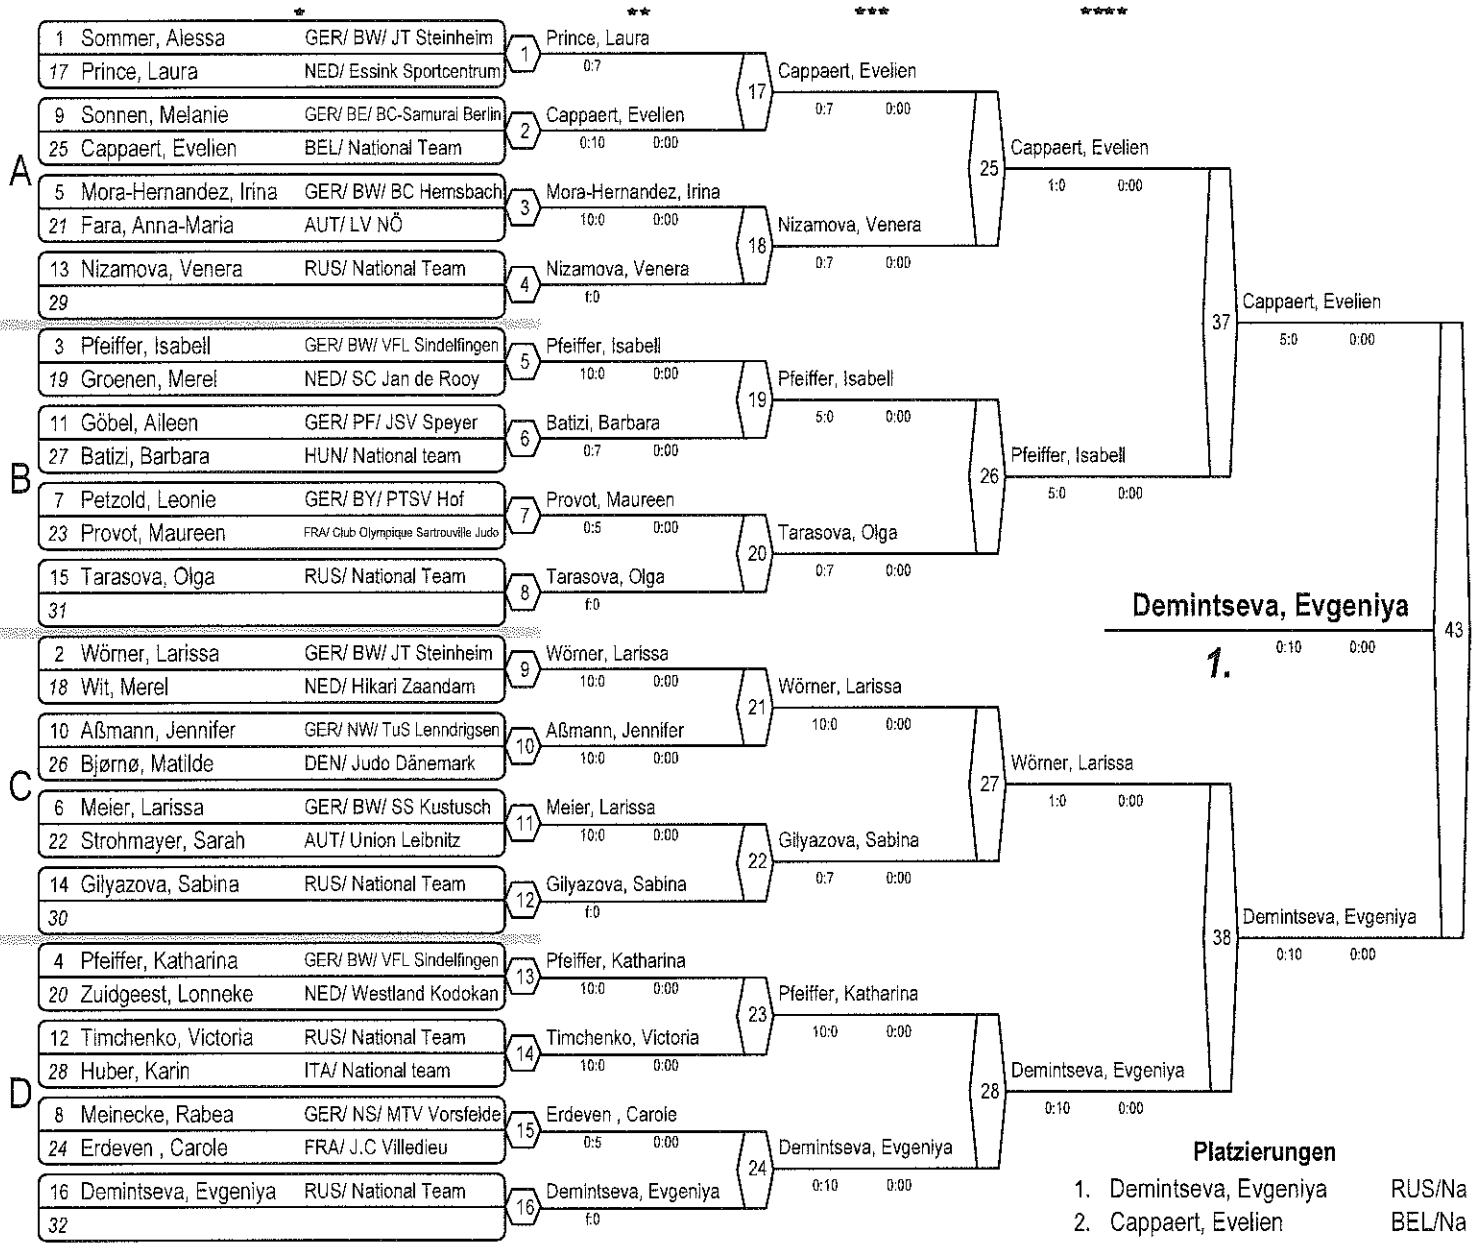 * ** *** ****
A
1 Sommer, Alessa GER/ BW/ JT Steinheim
17 Prince, Laura NED/ Essink Sportcentrum
1 Prince, Laura
0:7
9 Sonnen, Melanie GER/ BE/ BC-Samurai Berlin
25 Cappaert, Evelien BEL/ National Team
2 Cappaert, Evelien
0:10 0:00
5 Mora-Hernandez, Irina GER/ BW/ BC Hemsbach
21 Fara, Anna-Maria AUT/ LV NÖ
3 Mora-Hernandez, Irina
10:0 0:00
13 Nizamova, Venera RUS/ National Team
29
4 Nizamova, Venera
f:0
B
3 Pfeiffer, Isabell GER/ BW/ VFL Sindelfingen
19 Groenen, Merel NED/ SC Jan de Rooy
5 Pfeiffer, Isabell
10:0 0:00
11 Göbel, Aileen GER/ PF/ JSV Speyer
27 Batizi, Barbara HUN/ National team
6 Batizi, Barbara
0:7 0:00
7 Petzold, Leonie GER/ BY/ PTSV Hof
23 Provot, Maureen FRA/ Club Olympique Sartrouville Judo
7 Provot, Maureen
0:5 0:00
15 Tarasova, Olga RUS/ National Team
31
8 Tarasova, Olga
f:0
C
2 Wörner, Larissa GER/ BW/ JT Steinheim
18 Wit, Merel NED/ Hikari Zaandam
9 Wörner, Larissa
10:0 0:00
10 Aßmann, Jennifer GER/ NW/ TuS Lenndrigsen
26 Bjørnø, Matilde DEN/ Judo Dänemark
10 Aßmann, Jennifer
10:0 0:00
6 Meier, Larissa GER/ BW/ SS Kustusch
22 Strohmayer, Sarah AUT/ Union Leibnitz
11 Meier, Larissa
10:0 0:00
14 Gilyazova, Sabina RUS/ National Team
30
12 Gilyazova, Sabina
f:0
D
4 Pfeiffer, Katharina GER/ BW/ VFL Sindelfingen
20 Zuidgeest, Lonneke NED/ Westland Kodokan
13 Pfeiffer, Katharina
10:0 0:00
12 Timchenko, Victoria RUS/ National Team
28 Huber, Karin ITA/ National team
14 Timchenko, Victoria
10:0 0:00
8 Meinecke, Rabea GER/ NS/ MTV Vorsfelde
24 Erdeven , Carole FRA/ J.C Villedieu
15 Erdeven , Carole
0:5 0:00
16 Demintseva, Evgeniya RUS/ National Team
32
16 Demintseva, Evgeniya
f:0
17 Cappaert, Evelien
0:7 0:00
18 Nizamova, Venera
0:7 0:00
19 Pfeiffer, Isabell
5:0 0:00
20 Tarasova, Olga
0:7 0:00
21 Wörner, Larissa
10:0 0:00
22 Gilyazova, Sabina
0:7 0:00
23 Pfeiffer, Katharina
10:0 0:00
24 Demintseva, Evgeniya
0:10 0:00
25 Cappaert, Evelien
1:0 0:00
26 Pfeiffer, Isabell
5:0 0:00
27 Wörner, Larissa
1:0 0:00
28 Demintseva, Evgeniya
0:10 0:00
37 Cappaert, Evelien
5:0 0:00
38 Demintseva, Evgeniya
0:10 0:00
Demintseva, Evgeniya 43
1. 0:10 0:00
Platzierungen
1. Demintseva, Evgeniya RUS/Na
2. Cappaert, Evelien BEL/Na